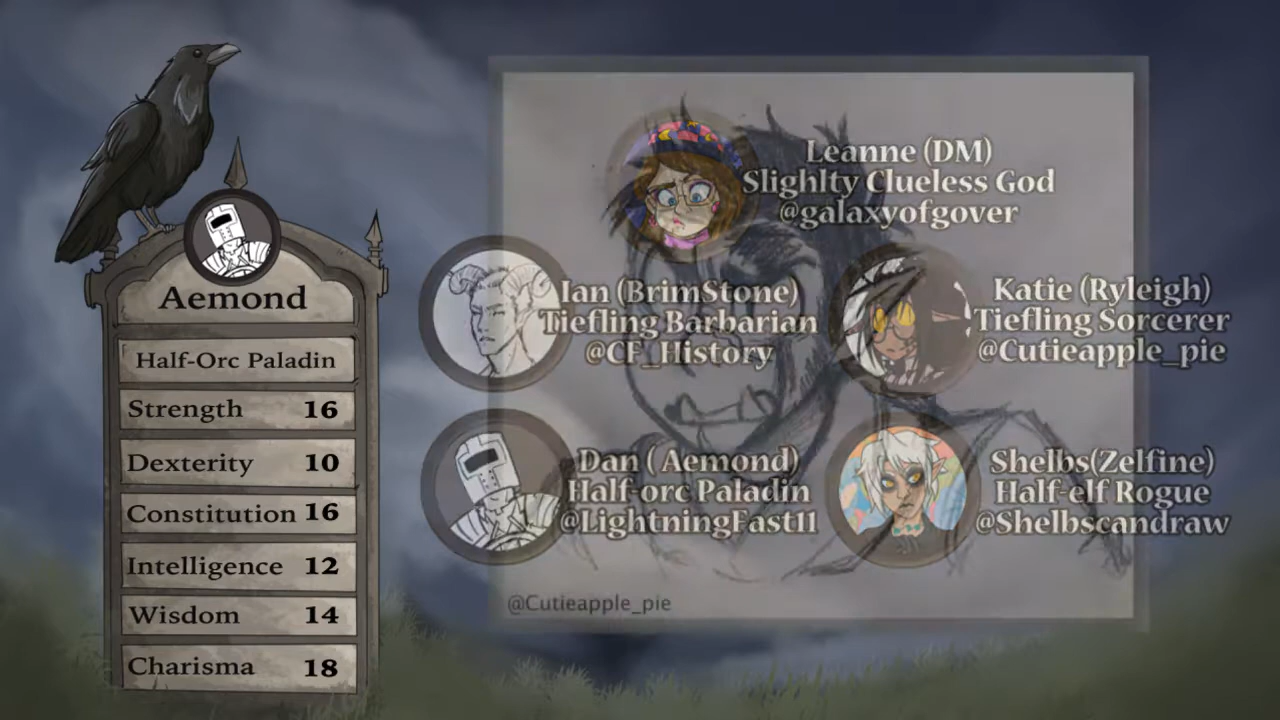 Aemond
Half-Orc Paladin
Strength 16
Dexterity 10
Constitution 16
Intelligence 12
Wisdom 14
Charisma 18
Leanne (DM)
Slighlty Clueless God
@galaxyofgover
Ian (BrimStone)
Tiefling Barbarian
@CF_History
Katie (Ryleigh)
Tiefling Sorcerer
@Cutieapple_pie
Dan (Aemond)
Half-orc Paladin
@LightningFast11
Shelbs(Zelfine)
Half-elf Rogue
@Shelbscandraw
@Cutieapple_pie